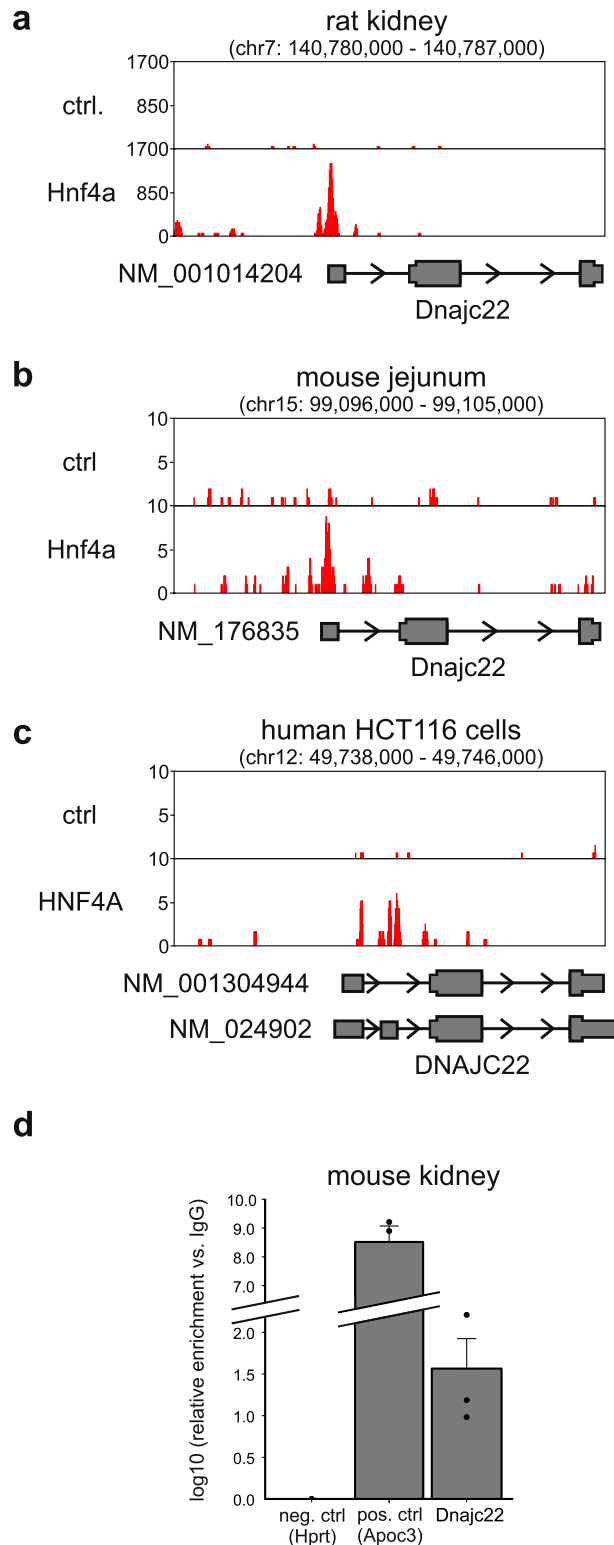 a
rat kidney
(chr7: 140,780,000 - 140,787,000)
1700
ctrl.
850
1700
Hnf4a
850
0
NM_001014204
Dnajc22
b
mouse jejunum
(chr15: 99,096,000 - 99,105,000)
10
ctrl
5
10
Hnf4a
5
0
NM_176835
Dnajc22
c
human HCT116 cells
(chr12: 49,738,000 - 49,746,000)
10
ctrl
5
10
HNF4A
5
0
NM_001304944
NM_024902
DNAJC22
d
mouse kidney
log10 (relative enrichment vs. IgG)
10.0
9.0
8.0
7.0
2.0
1.5
1.0
0.5
0.0
neg. ctrl
(Hprt)
pos. ctrl
(Apoc3)
Dnajc22